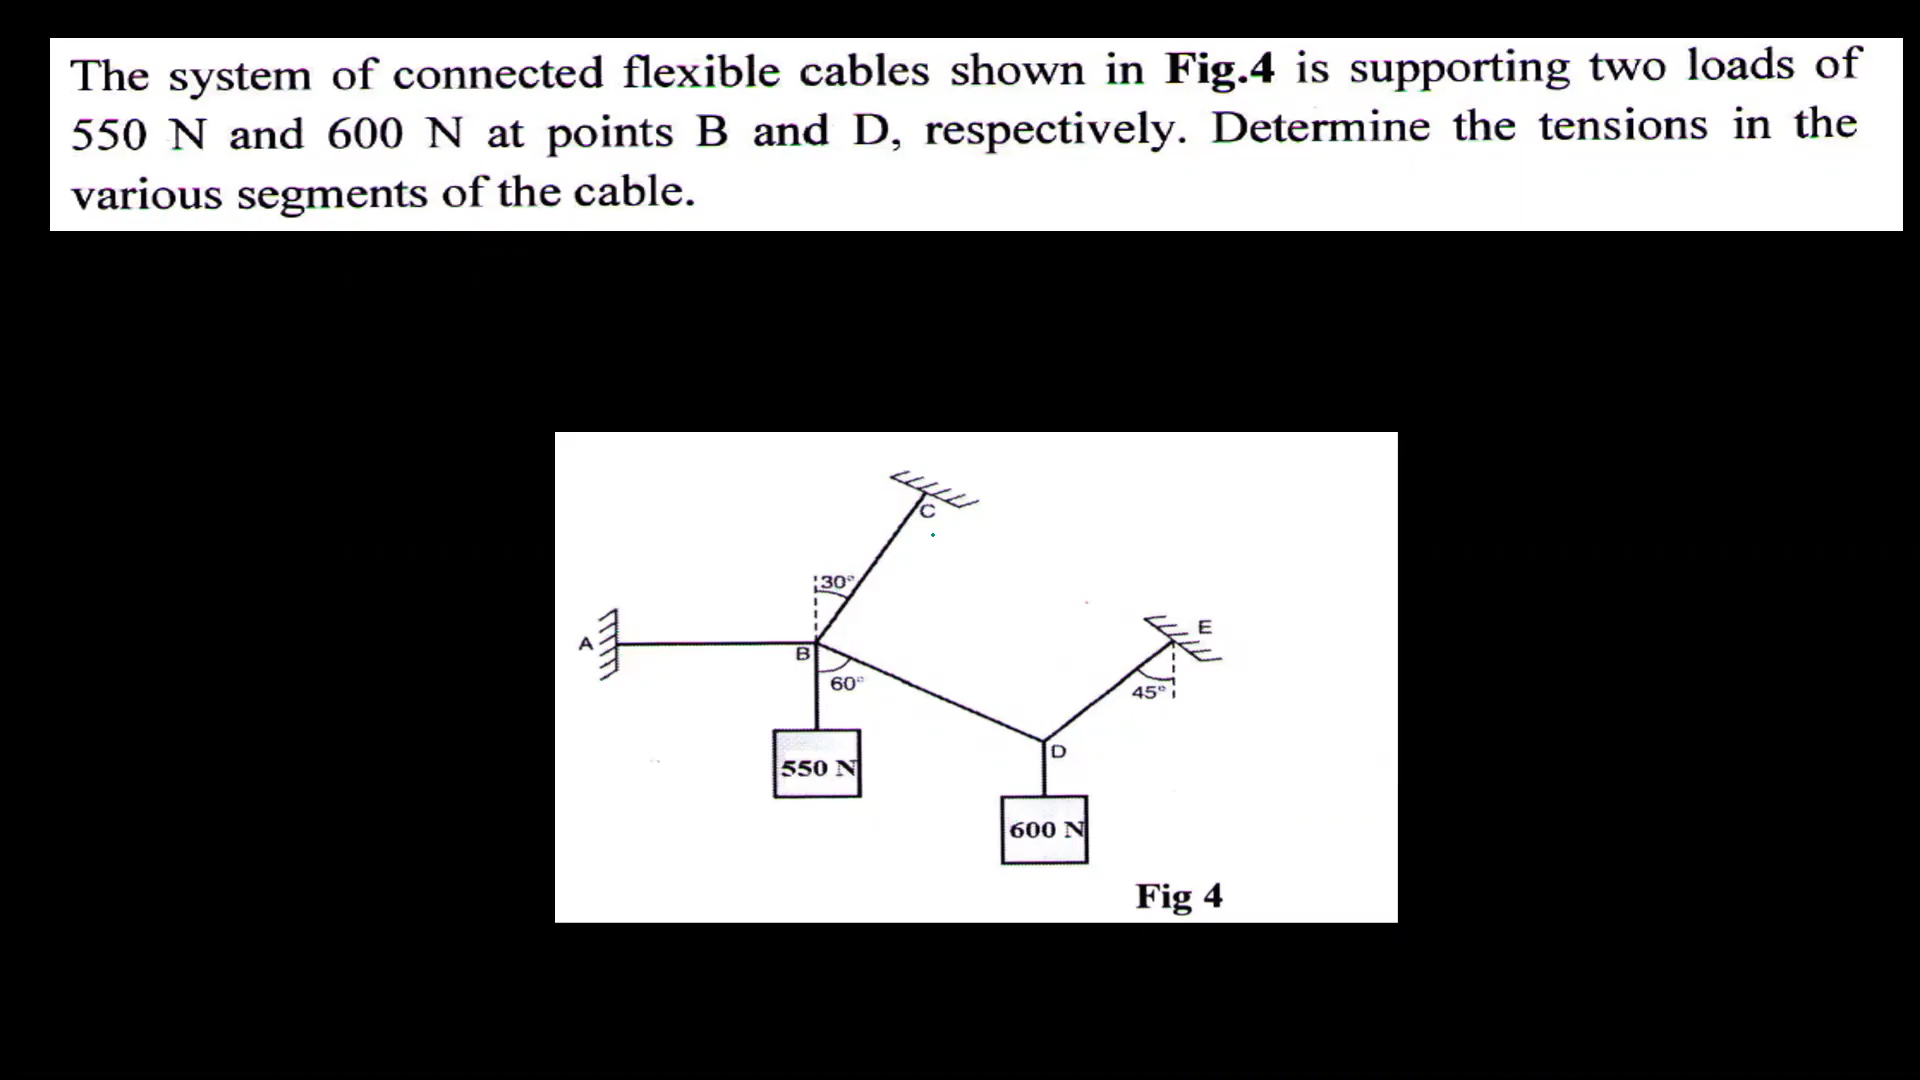 The system of connected flexible cables shown in Fig.4 is supporting two loads of
550 N and 600 N at points B and D, respectively. Determine the tensions in the
various segments of the cable.
C
30°
A
B
E
60°
45°
D
550 N
600 N
Fig 4